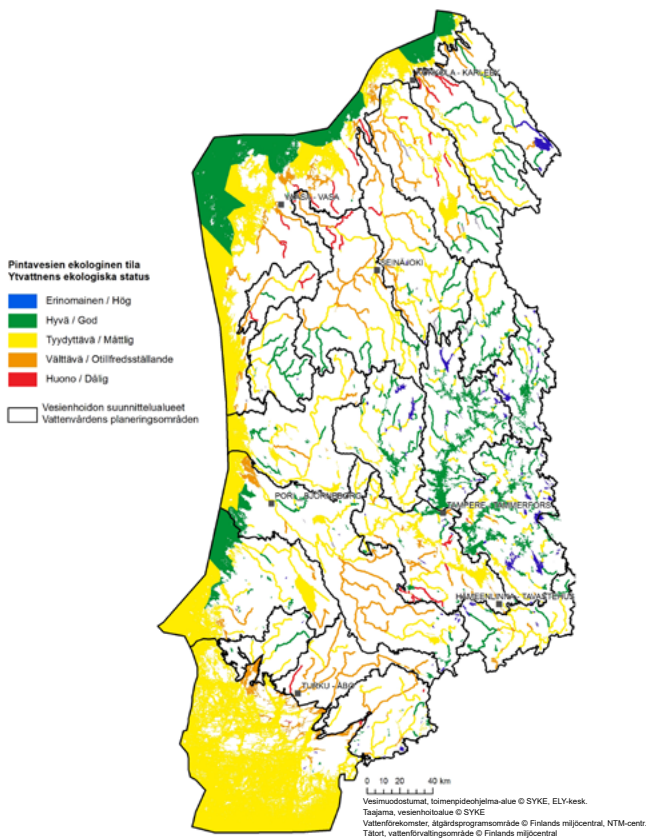 KOKKOLA - KARLEBY
VAASA - VASA
SEINÄJOKI
Pintavesien ekologinen tila
Ytvattnens ekologiska status
Erinomainen / Hög
Hyvä / God
Tyydyttävä / Måttlig
Välttävä / Otillfredsställande
Huono / Dålig
Vesienhoidon suunnittelualueet
Vattenvårdens planeringsområden
PORI - BJÖRNEBORG
TAMPERE - TAMMERFORS
HÄMEENLINNA - TAVASTEHUS
TURKU - ÅBO
0 10 20 40 km
Vesimuodostumat, toimenpideohjelma-alue © SYKE, ELY-kesk.
Taajama, vesienhoitoalue © SYKE
Vattenförekomster, åtgärdsprogramsområde © Finlands miljöcentral, NTM-centr.
Tätort, vattenförvaltningsområde © Finlands miljöcentral